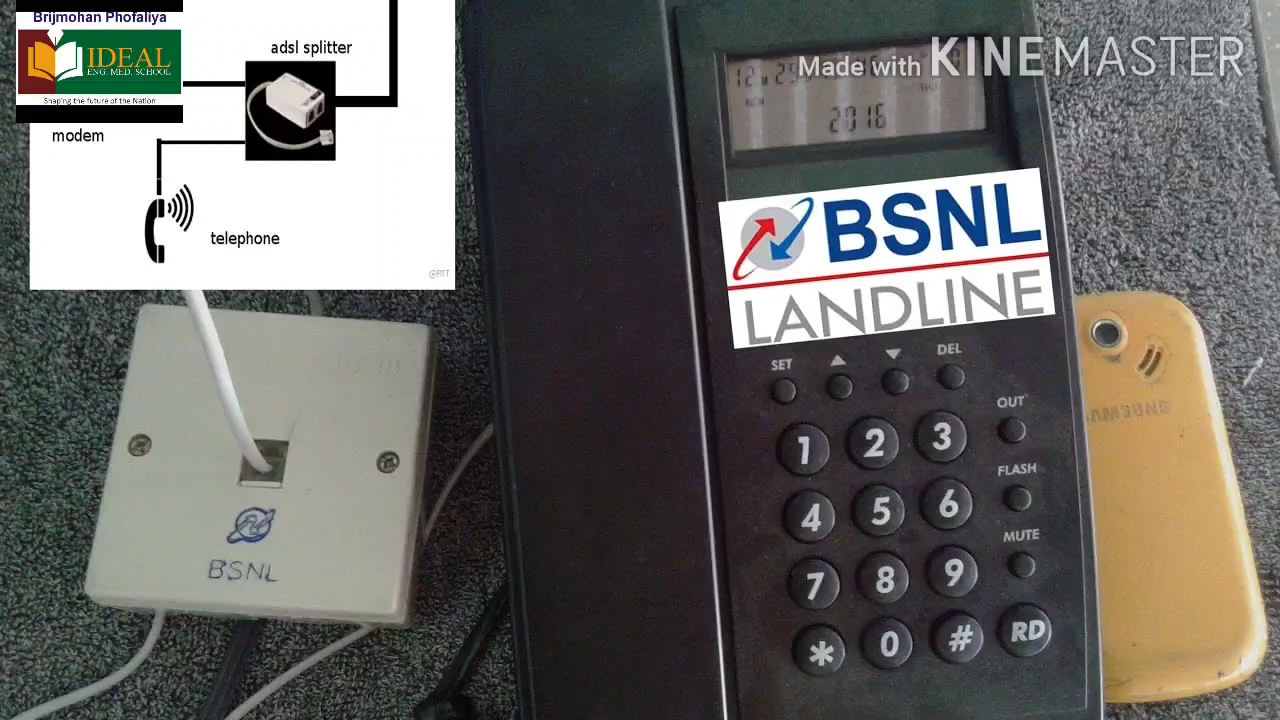 Brijmohan Phofaliya
IDEAL
ENG. MED. SCHOOL
Shaping the future of the Nation
adsl splitter
modem
telephone
@RTT
Made with KINEMASTER
12
2016
BSNL
LANDLINE
SET ▲ ▼ DEL
OUT
1 2 3
FLASH
4 5 6
MUTE
7 8 9
* 0 # RD
BSNL
SAMSUNG